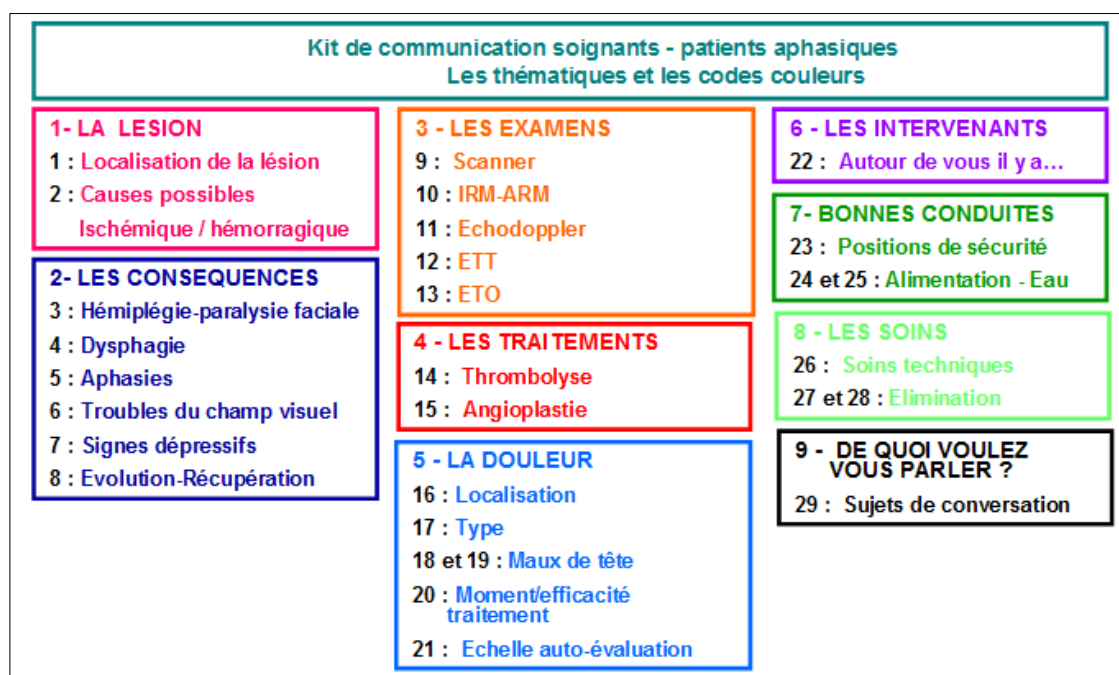 Kit de communication soignants - patients aphasiques
Les thématiques et les codes couleurs
1- LA LESION
1 : Localisation de la lésion
2 : Causes possibles
Ischémique / hémorragique
2- LES CONSEQUENCES
3 : Hémiplégie-paralysie faciale
4 : Dysphagie
5 : Aphasies
6 : Troubles du champ visuel
7 : Signes dépressifs
8 : Evolution-Récupération
3 - LES EXAMENS
9 : Scanner
10 : IRM-ARM
11 : Echodoppler
12 : ETT
13 : ETO
4 - LES TRAITEMENTS
14 : Thrombolyse
15 : Angioplastie
5 - LA DOULEUR
16 : Localisation
17 : Type
18 et 19 : Maux de tête
20 : Moment/efficacité
traitement
21 : Echelle auto-évaluation
6 - LES INTERVENANTS
22 : Autour de vous il y a...
7- BONNES CONDUITES
23 : Positions de sécurité
24 et 25 : Alimentation - Eau
8 - LES SOINS
26 : Soins techniques
27 et 28 : Elimination
9 - DE QUOI VOULEZ
VOUS PARLER ?
29 : Sujets de conversation